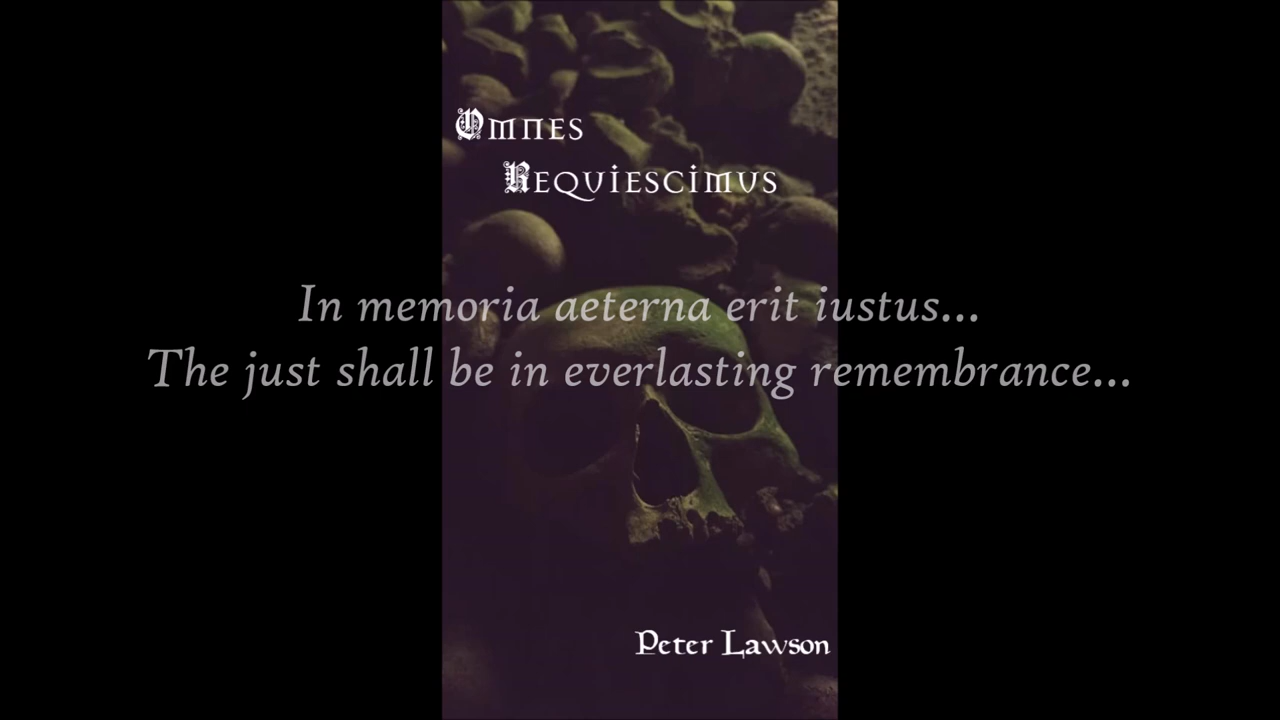 Omnes
Requiescimus
In memoria aeterna erit iustus...
The just shall be in everlasting remembrance...
Peter Lawson